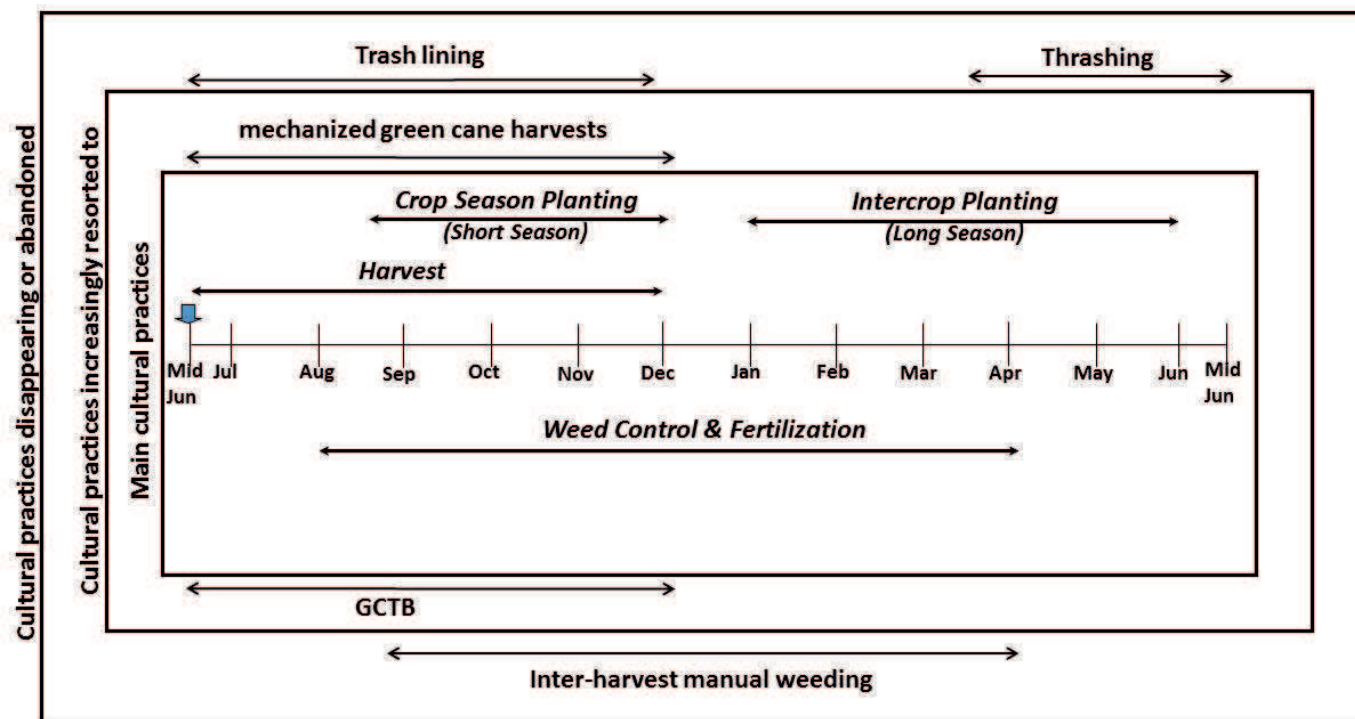 Cultural practices disappearing or abandoned
Cultural practices increasingly resorted to
Main cultural practices
Trash lining
Thrashing
mechanized green cane harvests
Crop Season Planting
(Short Season)
Intercrop Planting
(Long Season)
Harvest
Mid Jun Jul Aug Sep Oct Nov Dec Jan Feb Mar Apr May Jun Mid Jun
Weed Control & Fertilization
GCTB
Inter-harvest manual weeding